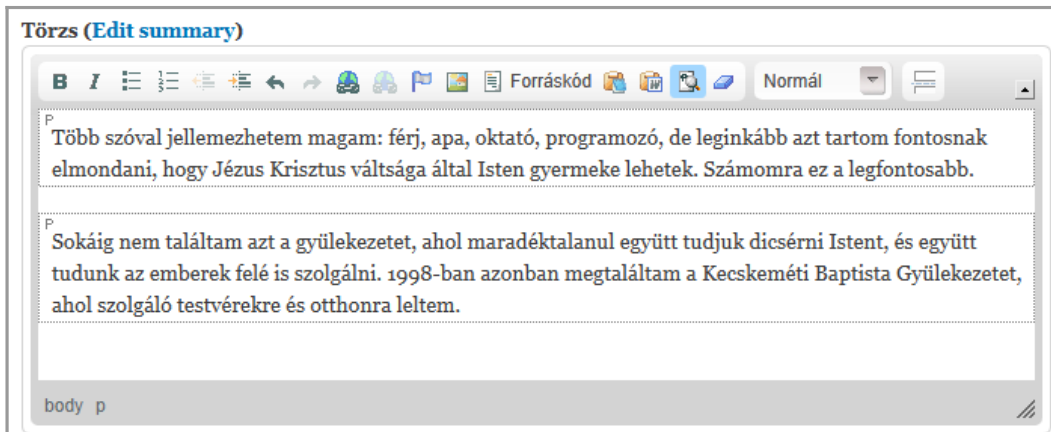 Törzs (Edit summary)
B I Forráskód Normál
P
Több szóval jellemezhetem magam: férj, apa, oktató, programozó, de leginkább azt tartom fontosnak
elmondani, hogy Jézus Krisztus váltsága által Isten gyermeke lehetek. Számomra ez a legfontosabb.
P
Sokáig nem találtam azt a gyülekezetet, ahol maradéktalanul együtt tudjuk dicsérni Istent, és együtt
tudunk az emberek felé is szolgálni. 1998-ban azonban megtaláltam a Kecskeméti Baptista Gyülekezetet,
ahol szolgáló testvérekre és otthonra leltem.
body p